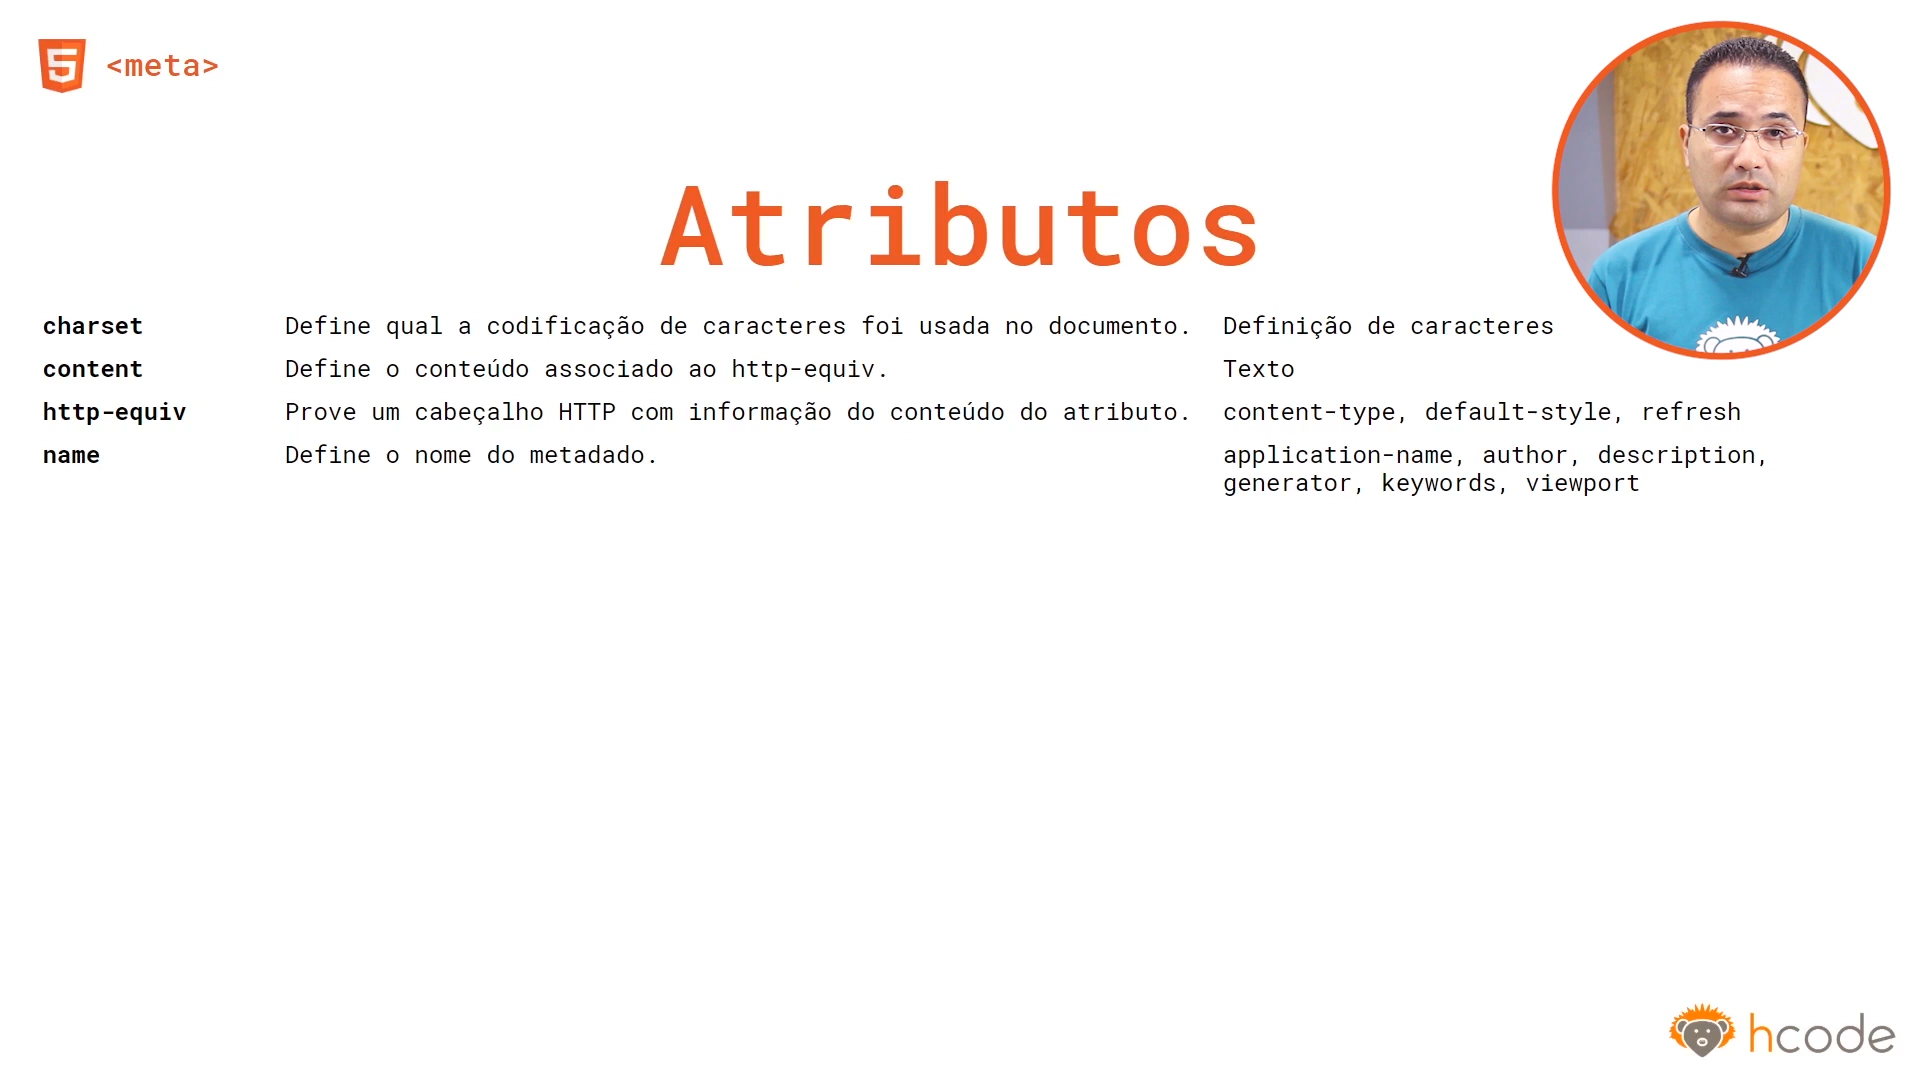 <meta>
Atributos
charset Define qual a codificação de caracteres foi usada no documento. Definição de caracteres
content Define o conteúdo associado ao http-equiv. Texto
http-equiv Prove um cabeçalho HTTP com informação do conteúdo do atributo. content-type, default-style, refresh
name Define o nome do metadado. application-name, author, description,
generator, keywords, viewport
hcode